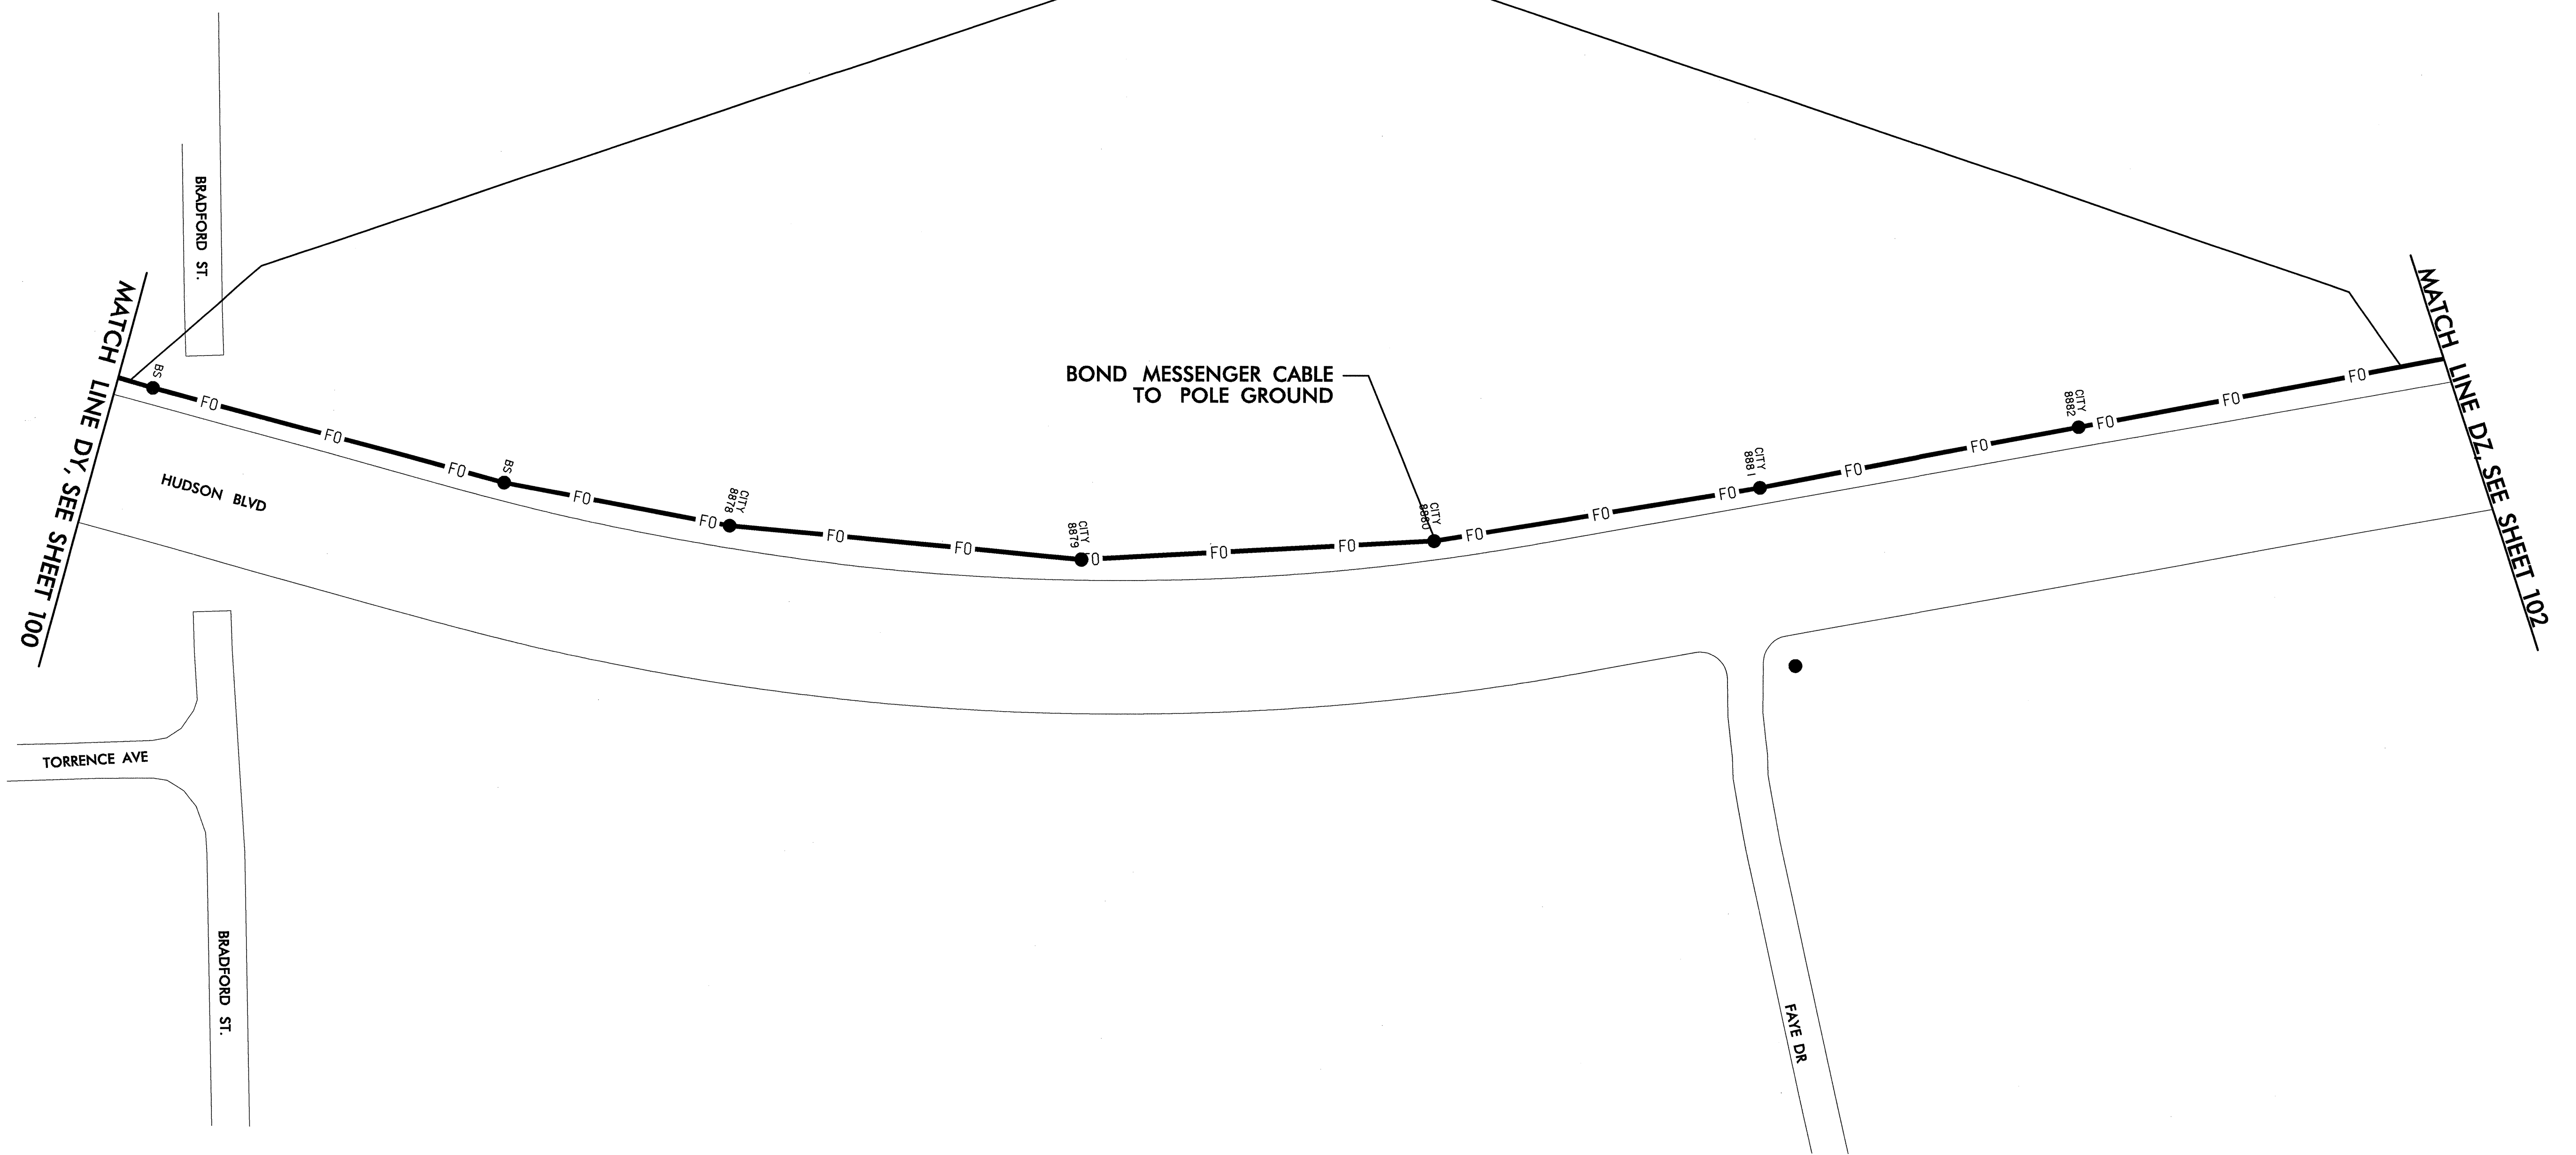 BRADFORD ST.
MATCH LINE DY, SEE SHEET 100
MATCH LINE DZ, SEE SHEET 102
BOND MESSENGER CABLE
TO POLE GROUND
BS
FO
FO
FO
BS
FO
FO
CITY
8878
FO
FO
CITY
8879
FO
FO
FO
CITY
8880
FO
FO
FO
CITY
8881
FO
FO
CITY
8882
FO
FO
FO
HUDSON BLVD
TORRENCE AVE
BRADFORD ST.
FAYE DR